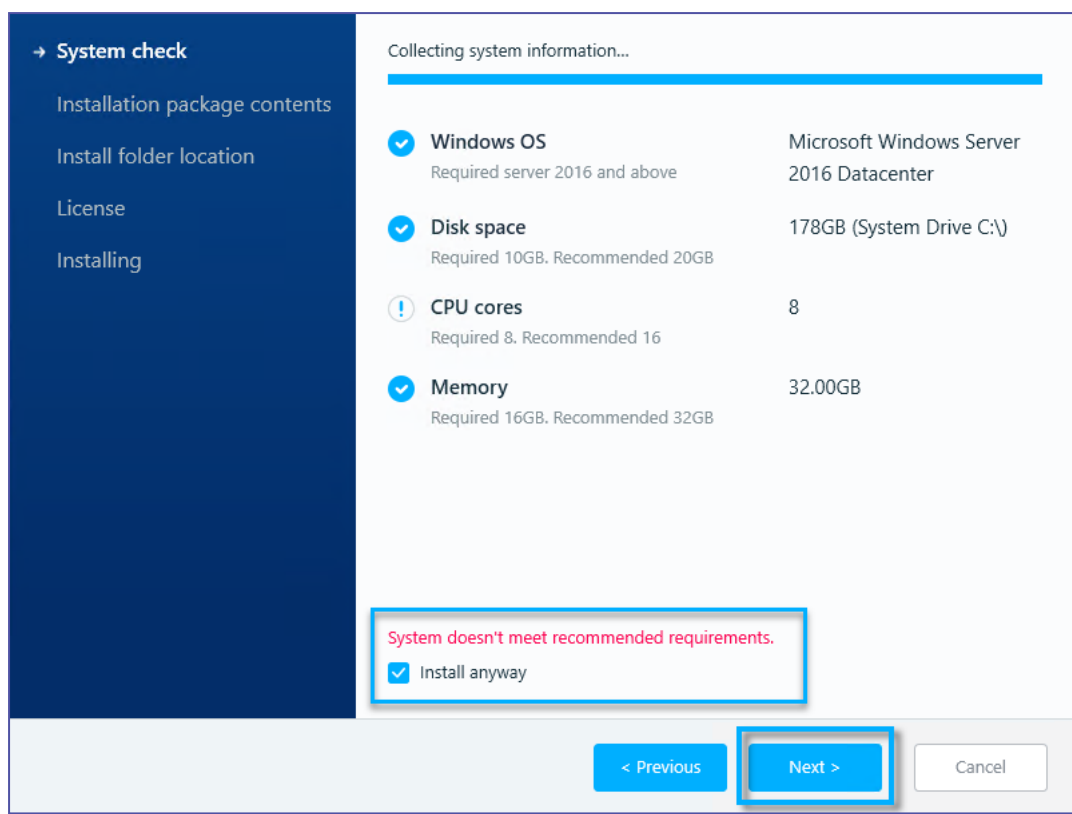 → System check
Installation package contents
Install folder location
License
Installing
Collecting system information...
Windows OS
Required server 2016 and above
Microsoft Windows Server
2016 Datacenter
Disk space
Required 10GB. Recommended 20GB
178GB (System Drive C:\)
CPU cores
Required 8. Recommended 16
8
Memory
Required 16GB. Recommended 32GB
32.00GB
System doesn't meet recommended requirements.
Install anyway
< Previous
Next >
Cancel